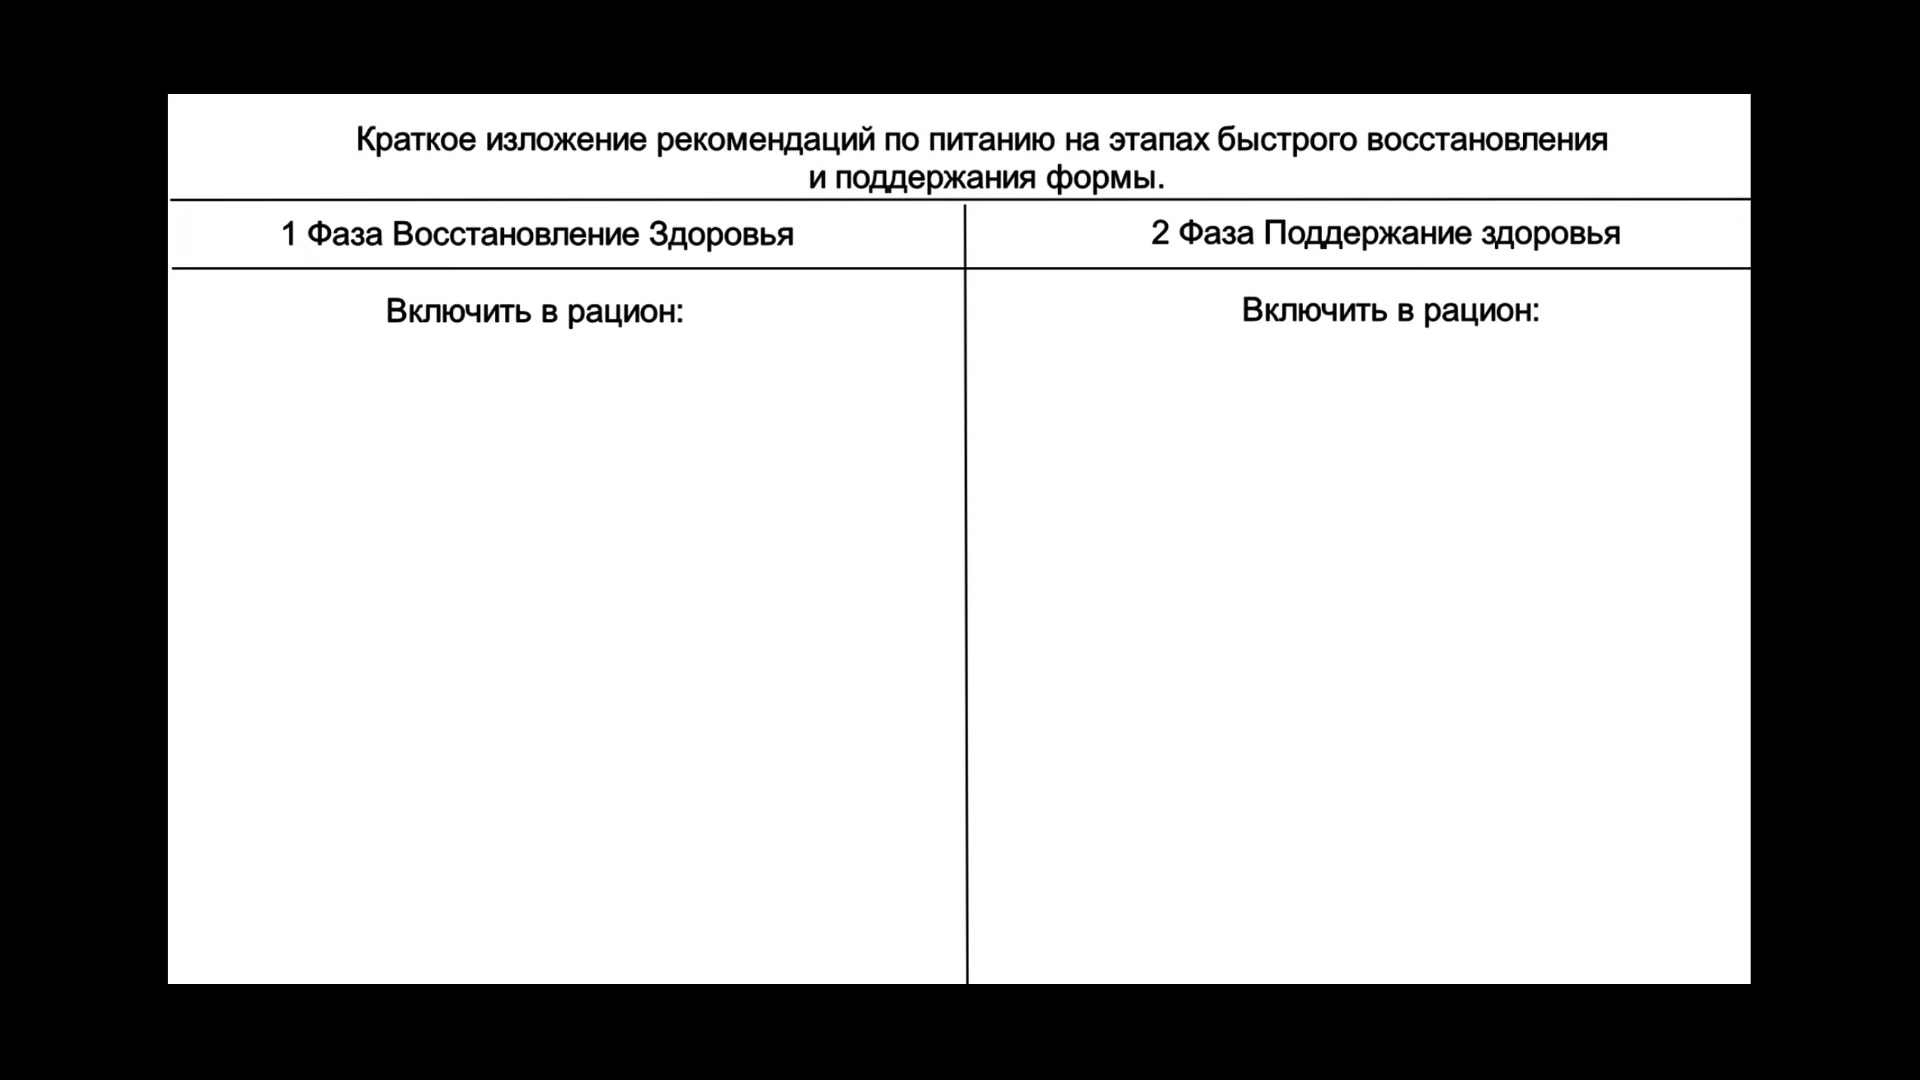 Краткое изложение рекомендаций по питанию на этапах быстрого восстановления
и поддержания формы.
1 Фаза Восстановление Здоровья
2 Фаза Поддержание здоровья
Включить в рацион:
Включить в рацион: